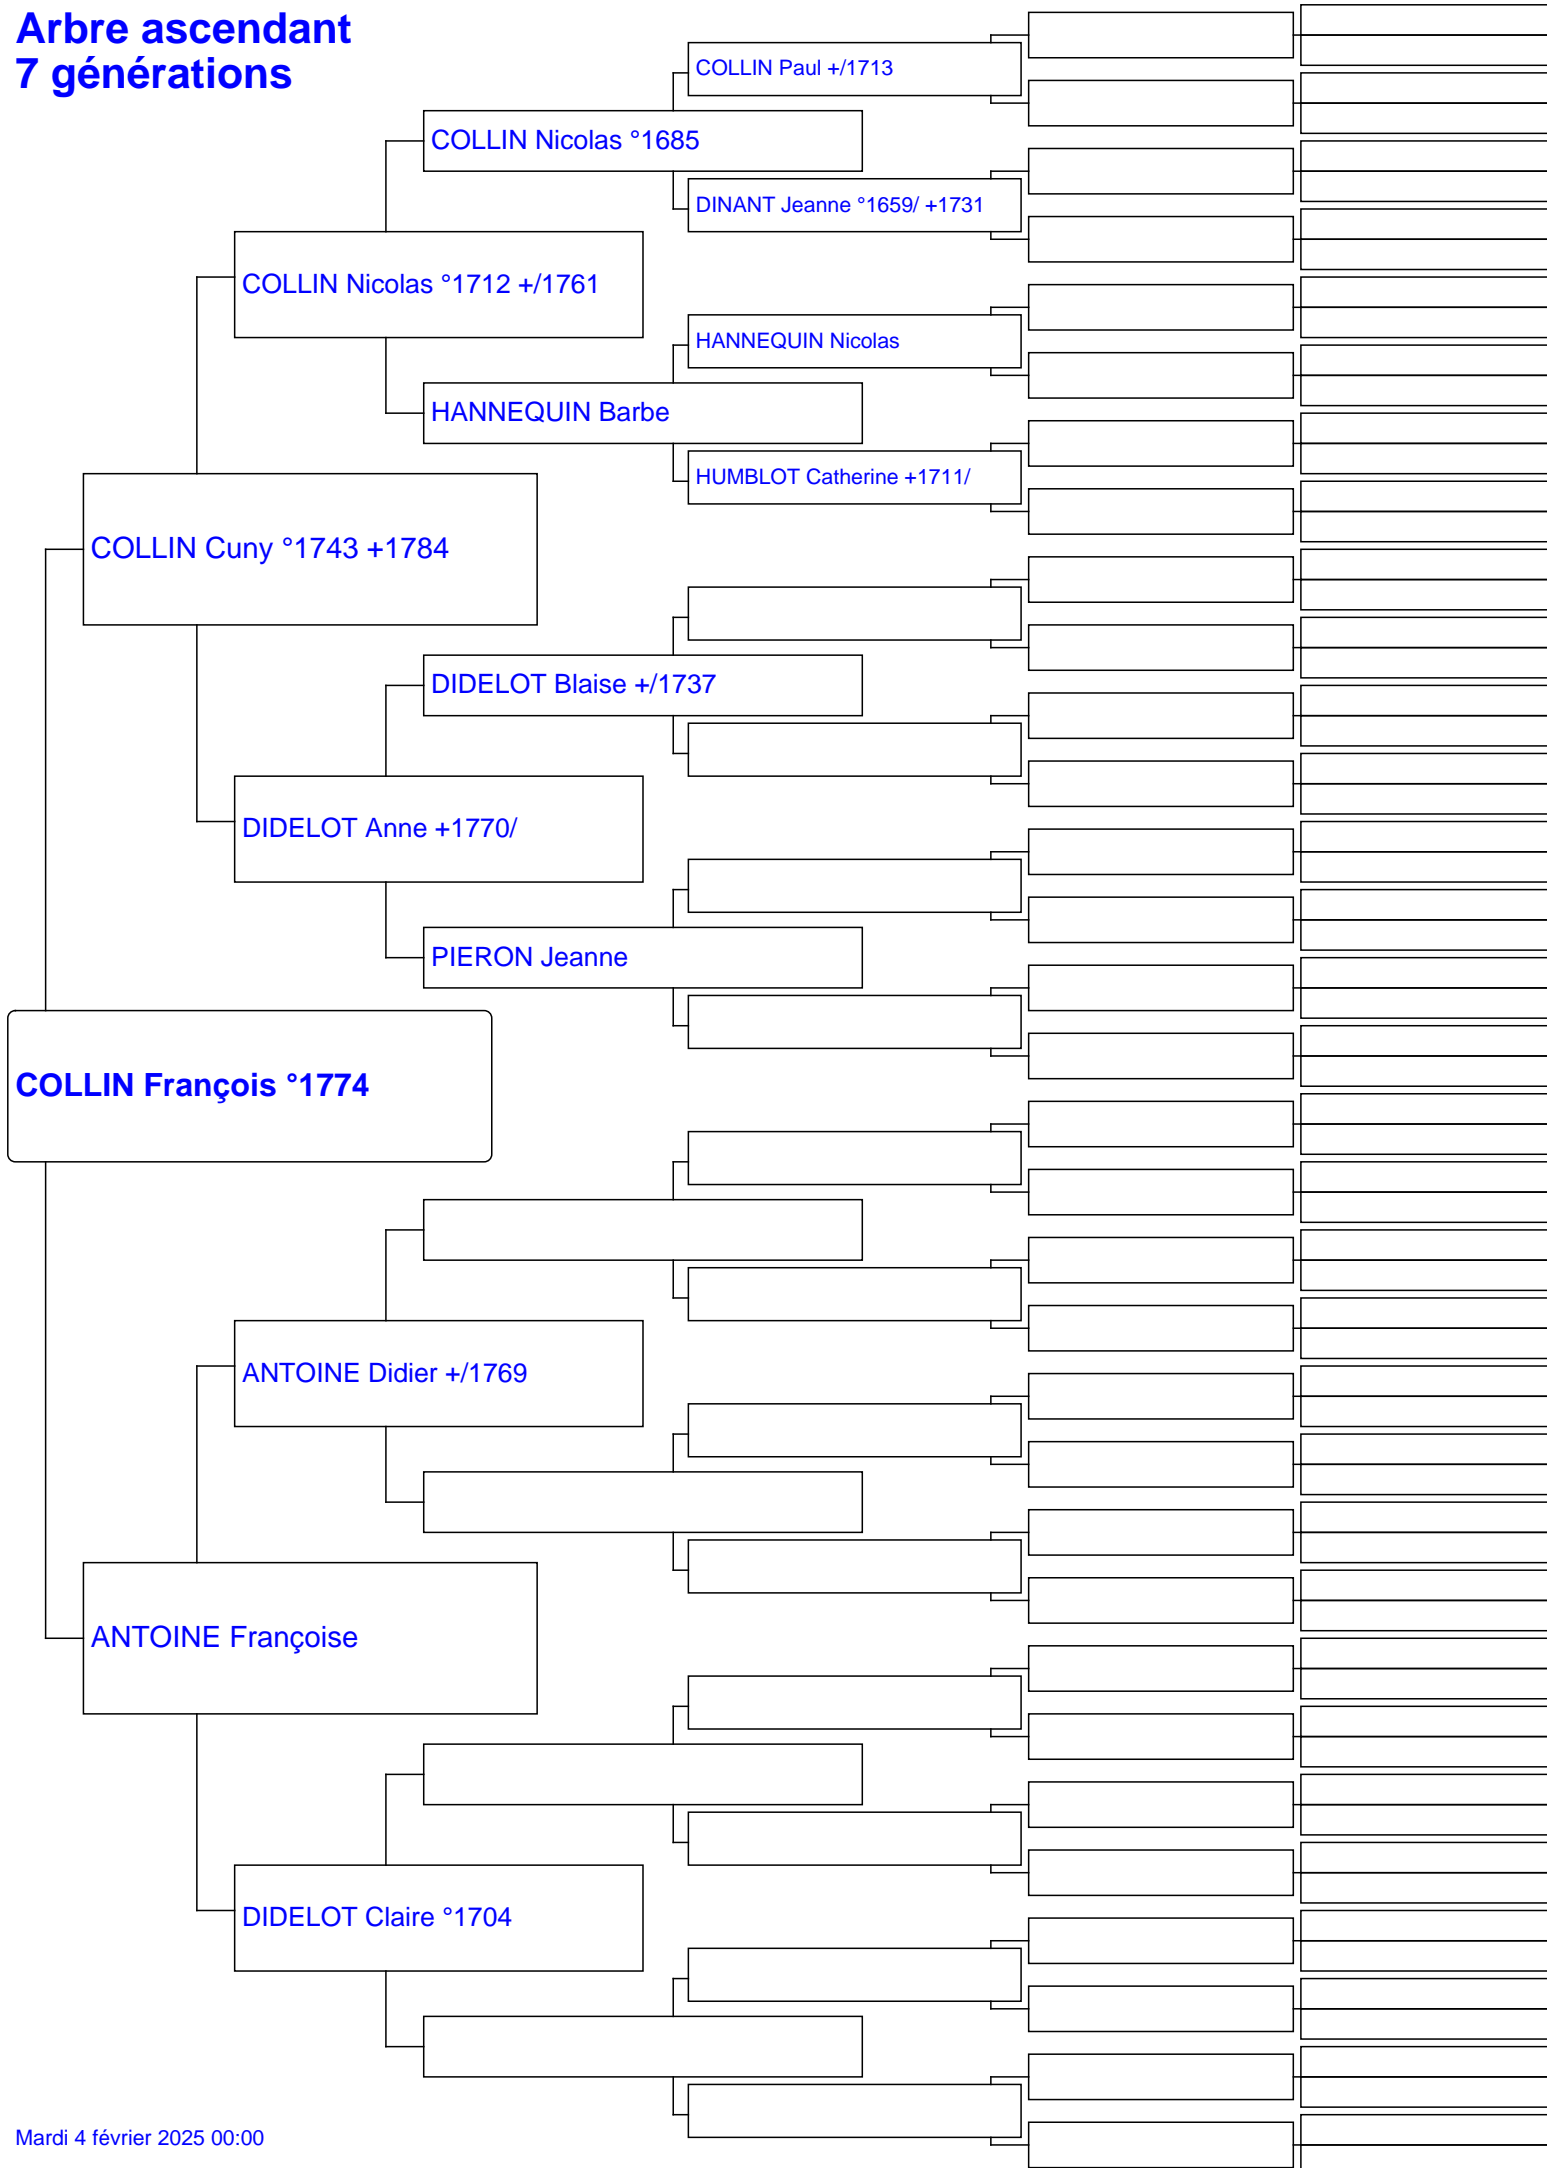 Arbre ascendant
7 générations
COLLIN Paul +/1713
COLLIN Nicolas °1685
DINANT Jeanne °1659/ +1731
COLLIN Nicolas °1712 +/1761
HANNEQUIN Nicolas
HANNEQUIN Barbe
HUMBLOT Catherine +1711/
COLLIN Cuny °1743 +1784
DIDELOT Blaise +/1737
DIDELOT Anne +1770/
PIERON Jeanne
COLLIN François °1774
ANTOINE Didier +/1769
ANTOINE Françoise
DIDELOT Claire °1704
Mardi 4 février 2025 00:00